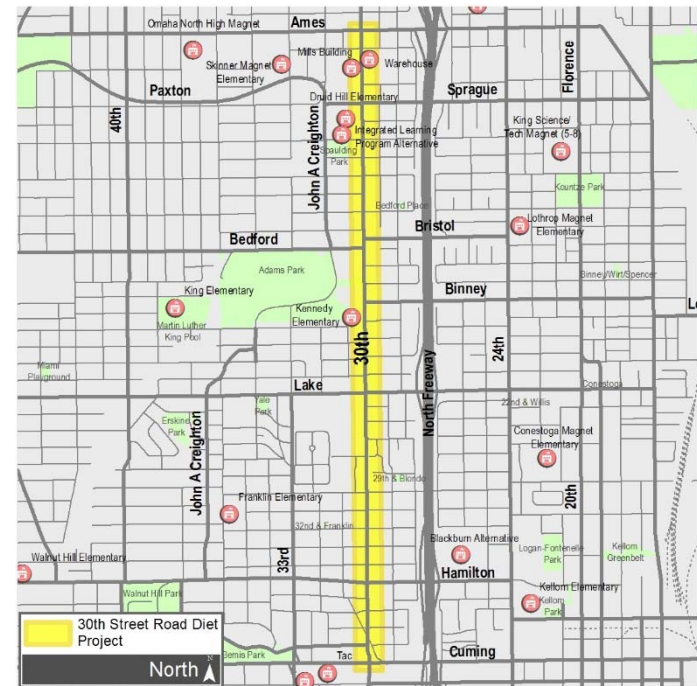 Omaha North High Magnet
Ames
Mills Building
Warehouse
Skinner Magnet
Elementary
Paxton
Sprague
Florence
Druid Hill Elementary
40th
John A Creighton
Integrated Learning
Program Alternative
Spaulding
Park
King Science/
Tech Magnet (5-8)
Kountze Park
Bedford Place
Lothrop Magnet
Elementary
Bristol
Bedford
Adams Park
Binney/Wirt/Spencer
King Elementary
Kennedy
Elementary
Binney
Martin Luther
King Pool
30th
24th
Miami
Playground
Lake
North Freeway
Conestoga
22nd & Willis
Yale
Park
Erskine
Park
John A Creighton
Conestoga Magnet
Elementary
29th & Blondo
20th
Franklin Elementary
32nd & Franklin
33rd
Blackburn Alternative
Logan-Fontenelle
Park
Kellom
Greenbelt
Walnut Hill Elementary
Hamilton
Kellom Elementary
Kellom
Park
Walnut Hill Park
30th Street Road Diet
Project
Bemis Park
Tac
Cuming
North